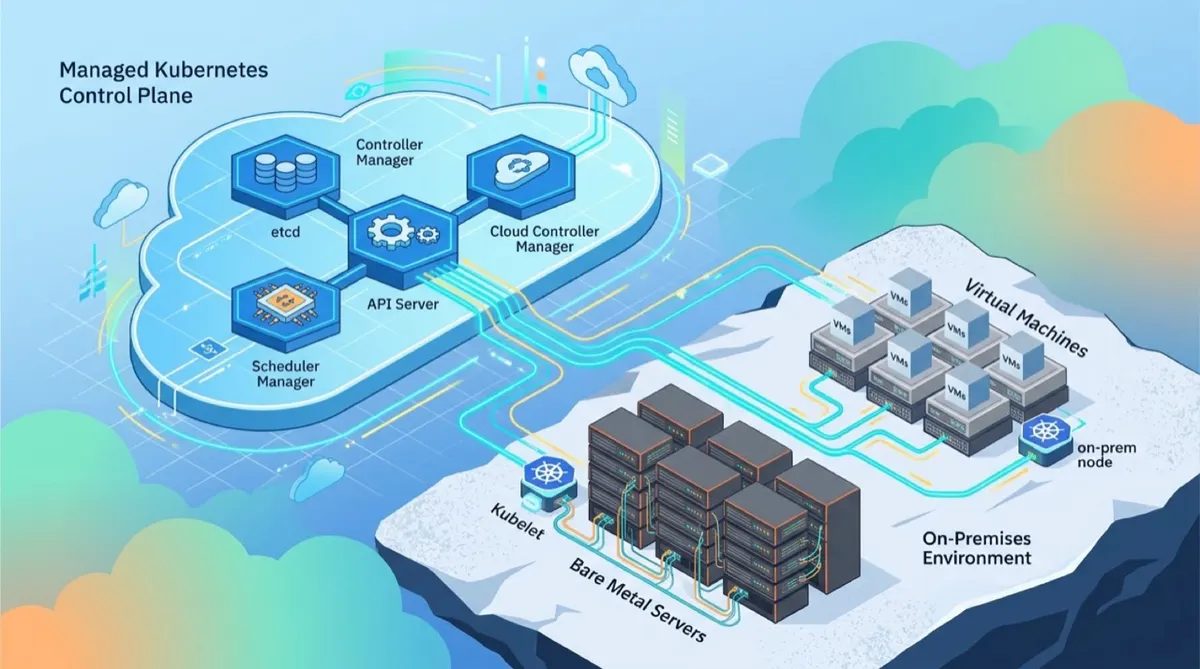 Managed Kubernetes
Control Plane
Controller
Manager
etcd
Cloud Controller
Manager
API Server
Scheduler
Manager
VMs
VMs
VMs
VMs
VMs
VMs
Virtual Machines
on-prem
node
Kubelet
Bare Metal Servers
On-Premises
Environment